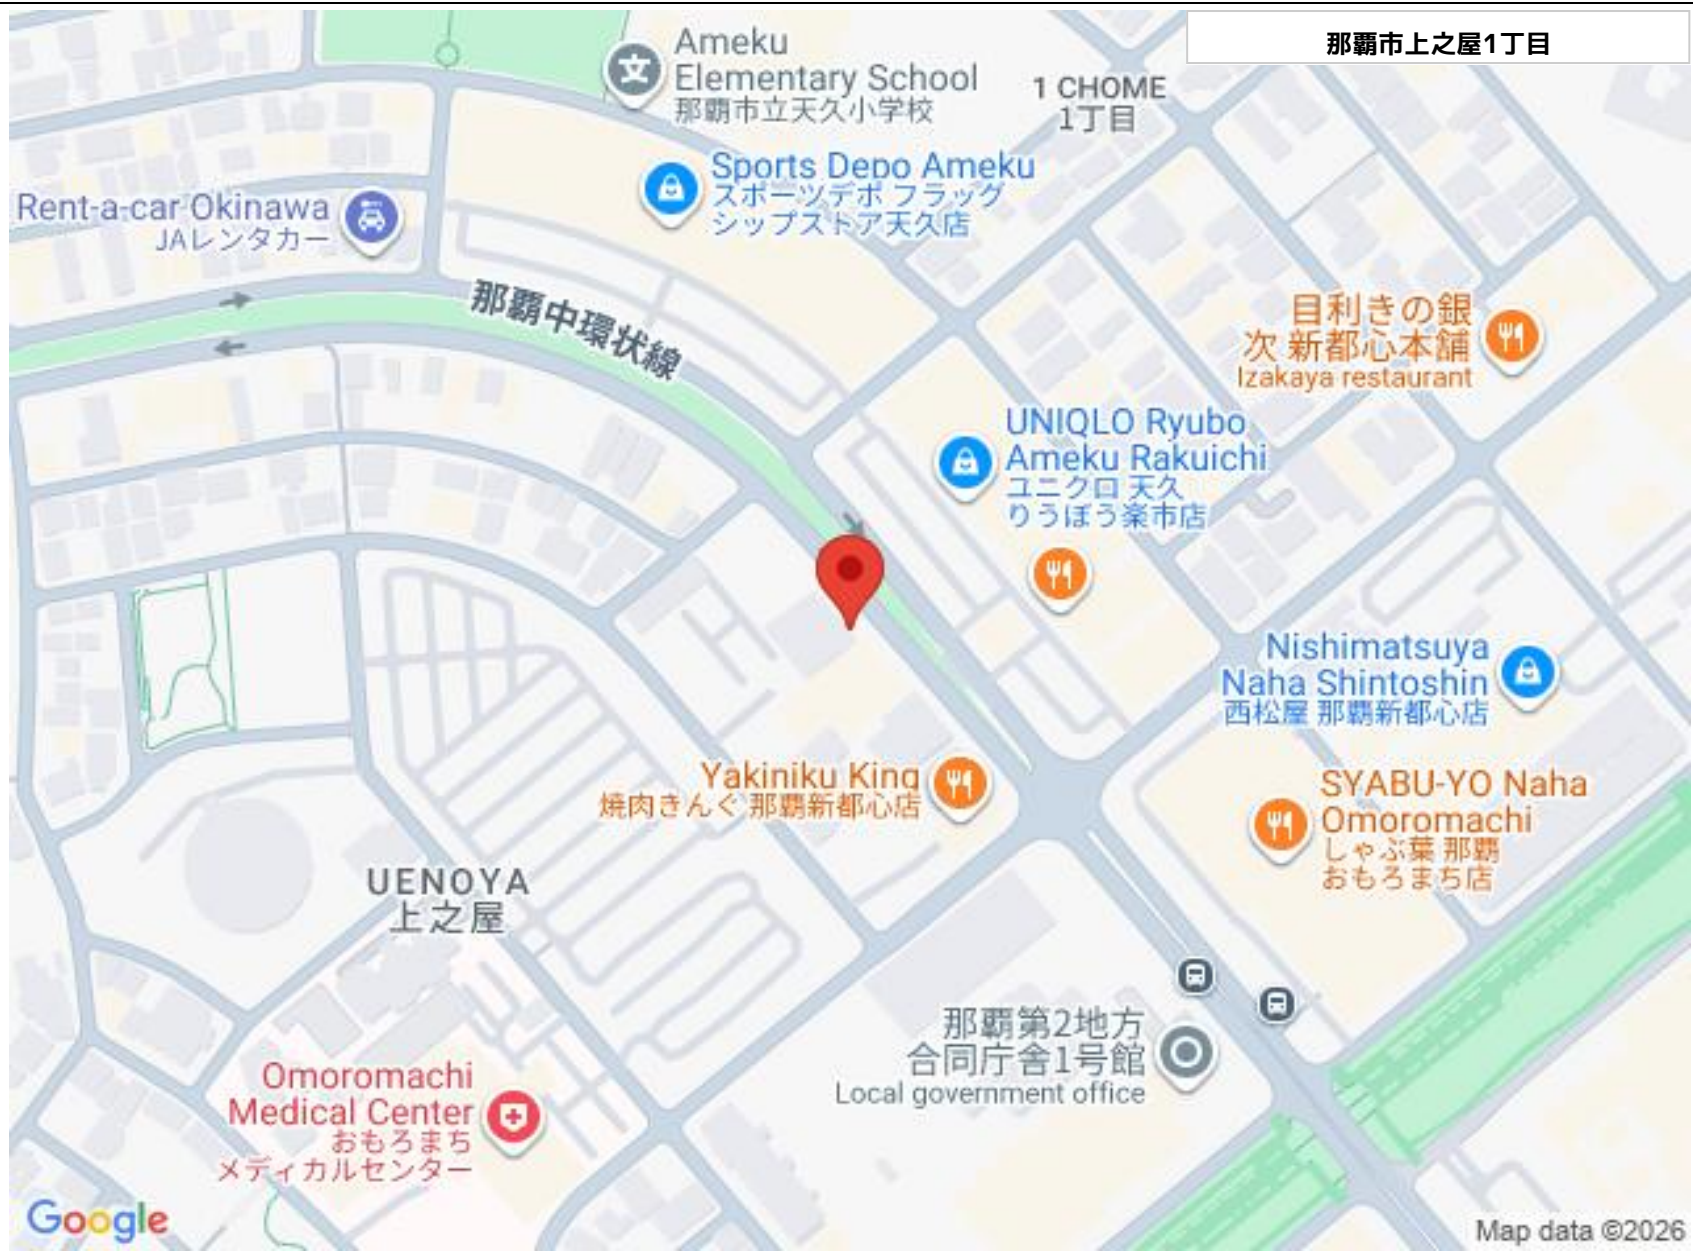 那覇市上之屋1丁目
Ameku
Elementary School
那覇市立天久小学校
1 CHOME
1丁目
Sports Depo Ameku
スポーツデポ フラッグ
シップストア天久店
Rent-a-car Okinawa
JAレンタカー
那覇中環状線
目利きの銀
次 新都心本舗
Izakaya restaurant
UNIQLO Ryubo
Ameku Rakuichi
ユニクロ 天久
りうぼう楽市店
Nishimatsuya
Naha Shintoshin
西松屋 那覇新都心店
Yakiniku King
焼肉きんぐ 那覇新都心店
SYABU-YO Naha
Omoromachi
しゃぶ葉 那覇
おもろまち店
UENOYA
上之屋
那覇第2地方
合同庁舎1号館
Local government office
Omoromachi
Medical Center
おもろまち
メディカルセンター
Google
Map data ©2026